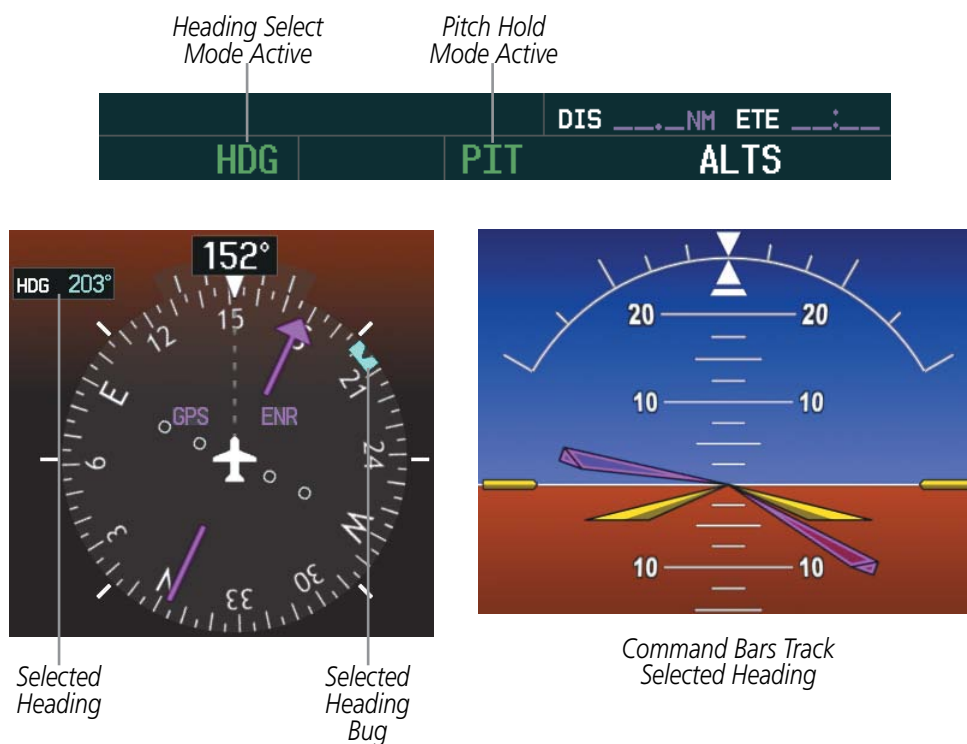 Heading Select
Mode Active
Pitch Hold
Mode Active
DIS __._NM ETE __:__
HDG PIT ALTS
HDG 203°
152°
12
15
21
E
GPS ENR
24
6
W
3
30
N
33
20 20
10 10
10 10
Selected
Heading
Selected
Heading
Bug
Command Bars Track
Selected Heading